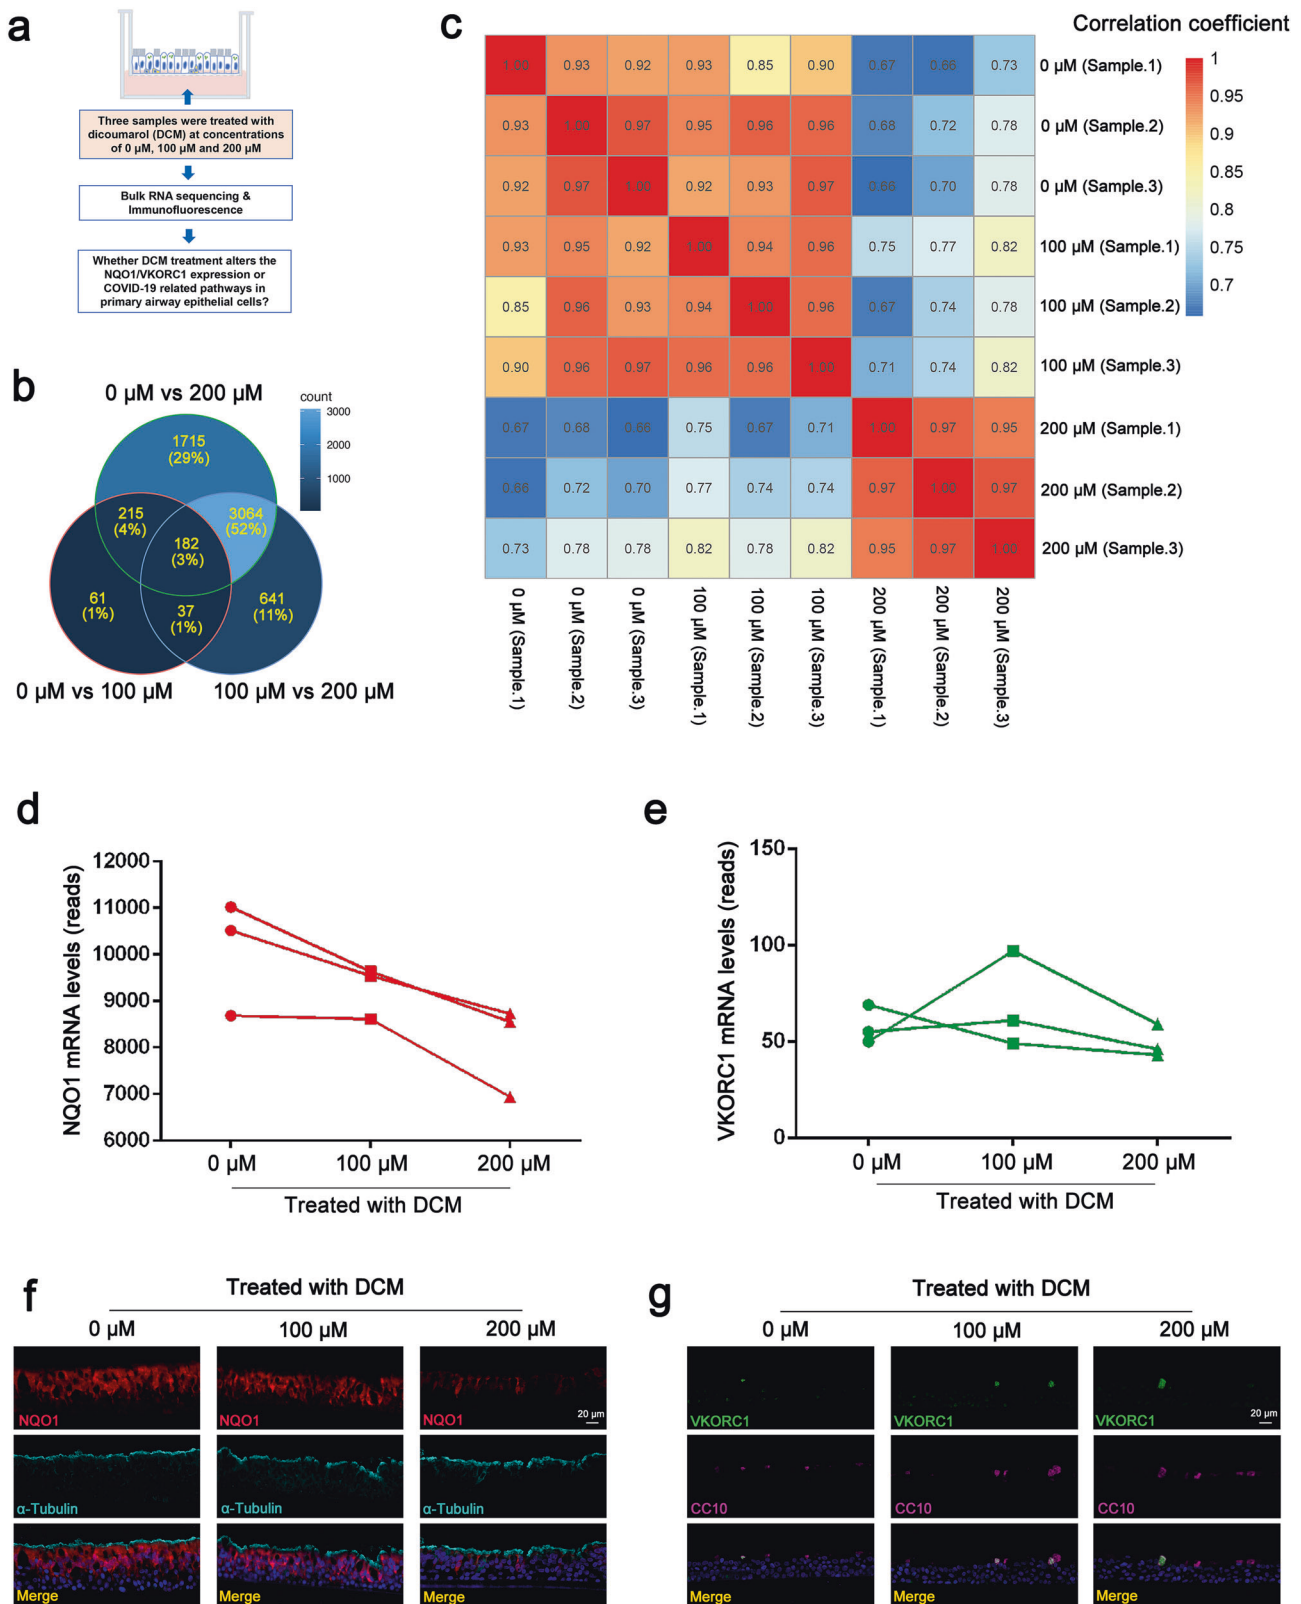 a
Three samples were treated with
dicoumarol (DCM) at concentrations
of 0 µM, 100 µM and 200 µM
Bulk RNA sequencing &
Immunofluorescence
Whether DCM treatment alters the
NQO1/VKORC1 expression or
COVID-19 related pathways in
primary airway epithelial cells?
b
0 µM vs 200 µM
count
3000
2000
1000
1715
(29%)
215
(4%)
3064
(52%)
182
(3%)
61
(1%)
37
(1%)
641
(11%)
0 µM vs 100 µM
100 µM vs 200 µM
c
Correlation coefficient
1
0.95
0.9
0.85
0.8
0.75
0.7
1.00 0.93 0.92 0.93 0.85 0.90 0.67 0.66 0.73 0 µM (Sample.1)
0.93 1.00 0.97 0.95 0.96 0.96 0.68 0.72 0.78 0 µM (Sample.2)
0.92 0.97 1.00 0.92 0.93 0.97 0.66 0.70 0.78 0 µM (Sample.3)
0.93 0.95 0.92 1.00 0.94 0.96 0.75 0.77 0.82 100 µM (Sample.1)
0.85 0.96 0.93 0.94 1.00 0.96 0.67 0.74 0.78 100 µM (Sample.2)
0.90 0.96 0.97 0.96 0.96 1.00 0.71 0.74 0.82 100 µM (Sample.3)
0.67 0.68 0.66 0.75 0.67 0.71 1.00 0.97 0.95 200 µM (Sample.1)
0.66 0.72 0.70 0.77 0.74 0.74 0.97 1.00 0.97 200 µM (Sample.2)
0.73 0.78 0.78 0.82 0.78 0.82 0.95 0.97 1.00 200 µM (Sample.3)
0 µM (Sample.1)
0 µM (Sample.2)
0 µM (Sample.3)
100 µM (Sample.1)
100 µM (Sample.2)
100 µM (Sample.3)
200 µM (Sample.1)
200 µM (Sample.2)
200 µM (Sample.3)
d
NQO1 mRNA levels (reads)
12000
11000
10000
9000
8000
7000
6000
0 µM 100 µM 200 µM
Treated with DCM
e
VKORC1 mRNA levels (reads)
150
100
50
0
0 µM 100 µM 200 µM
Treated with DCM
f
Treated with DCM
0 µM 100 µM 200 µM
NQO1 NQO1 NQO1 20 µm
α-Tubulin α-Tubulin α-Tubulin
Merge Merge Merge
g
Treated with DCM
0 µM 100 µM 200 µM
VKORC1 VKORC1 VKORC1 20 µm
CC10 CC10 CC10
Merge Merge Merge